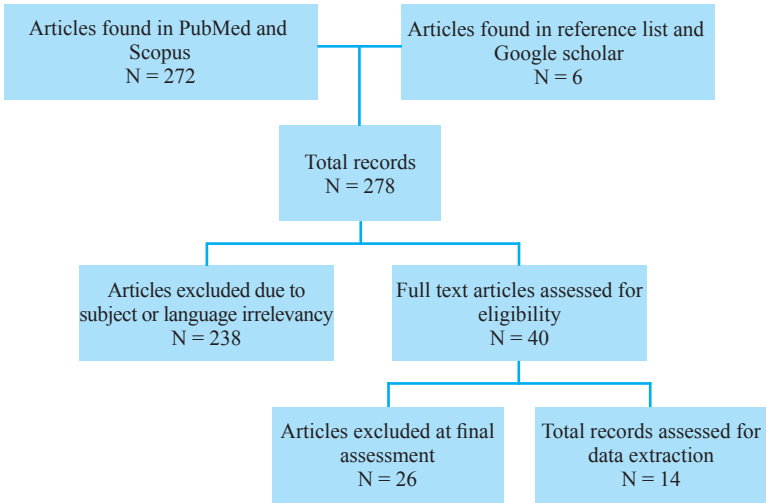 Articles found in PubMed and
Scopus
N = 272
Articles found in reference list and
Google scholar
N = 6
Total records
N = 278
Articles excluded due to
subject or language irrelevancy
N = 238
Full text articles assessed for
eligibility
N = 40
Articles excluded at final
assessment
N = 26
Total records assessed for
data extraction
N = 14